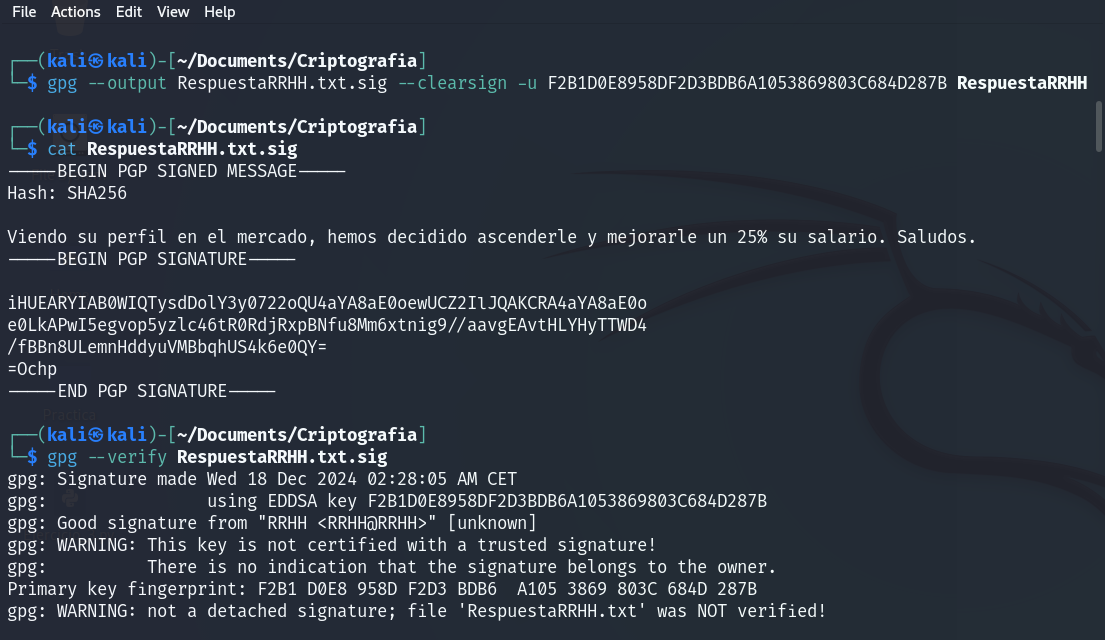 File Actions Edit View Help
┌──(kali㉿kali)-[~/Documents/Criptografia]
└─$ gpg --output RespuestaRRHH.txt.sig --clearsign -u F2B1D0E8958DF2D3BDB6A1053869803C684D287B RespuestaRRHH
┌──(kali㉿kali)-[~/Documents/Criptografia]
└─$ cat RespuestaRRHH.txt.sig
-----BEGIN PGP SIGNED MESSAGE-----
Hash: SHA256
Viendo su perfil en el mercado, hemos decidido ascenderle y mejorarle un 25% su salario. Saludos.
-----BEGIN PGP SIGNATURE-----
iHUEARYIAB0WIQTysdDolY3y0722oQU4aYA8aE0oewUCZ2IlJQAKCRA4aYA8aE0o
e0LkAPwI5egvop5yzlc46tR0RdjRxpBNfu8Mm6xtnig9//aavgEAvtHLYHyTTWD4
/fBBn8ULemnHddyuVMBbqhUS4k6e0QY=
=Ochp
-----END PGP SIGNATURE-----
┌──(kali㉿kali)-[~/Documents/Criptografia]
└─$ gpg --verify RespuestaRRHH.txt.sig
gpg: Signature made Wed 18 Dec 2024 02:28:05 AM CET
gpg:                using EDDSA key F2B1D0E8958DF2D3BDB6A1053869803C684D287B
gpg: Good signature from "RRHH <RRHH@RRHH>" [unknown]
gpg: WARNING: This key is not certified with a trusted signature!
gpg:          There is no indication that the signature belongs to the owner.
Primary key fingerprint: F2B1 D0E8 958D F2D3 BDB6  A105 3869 803C 684D 287B
gpg: WARNING: not a detached signature; file 'RespuestaRRHH.txt' was NOT verified!